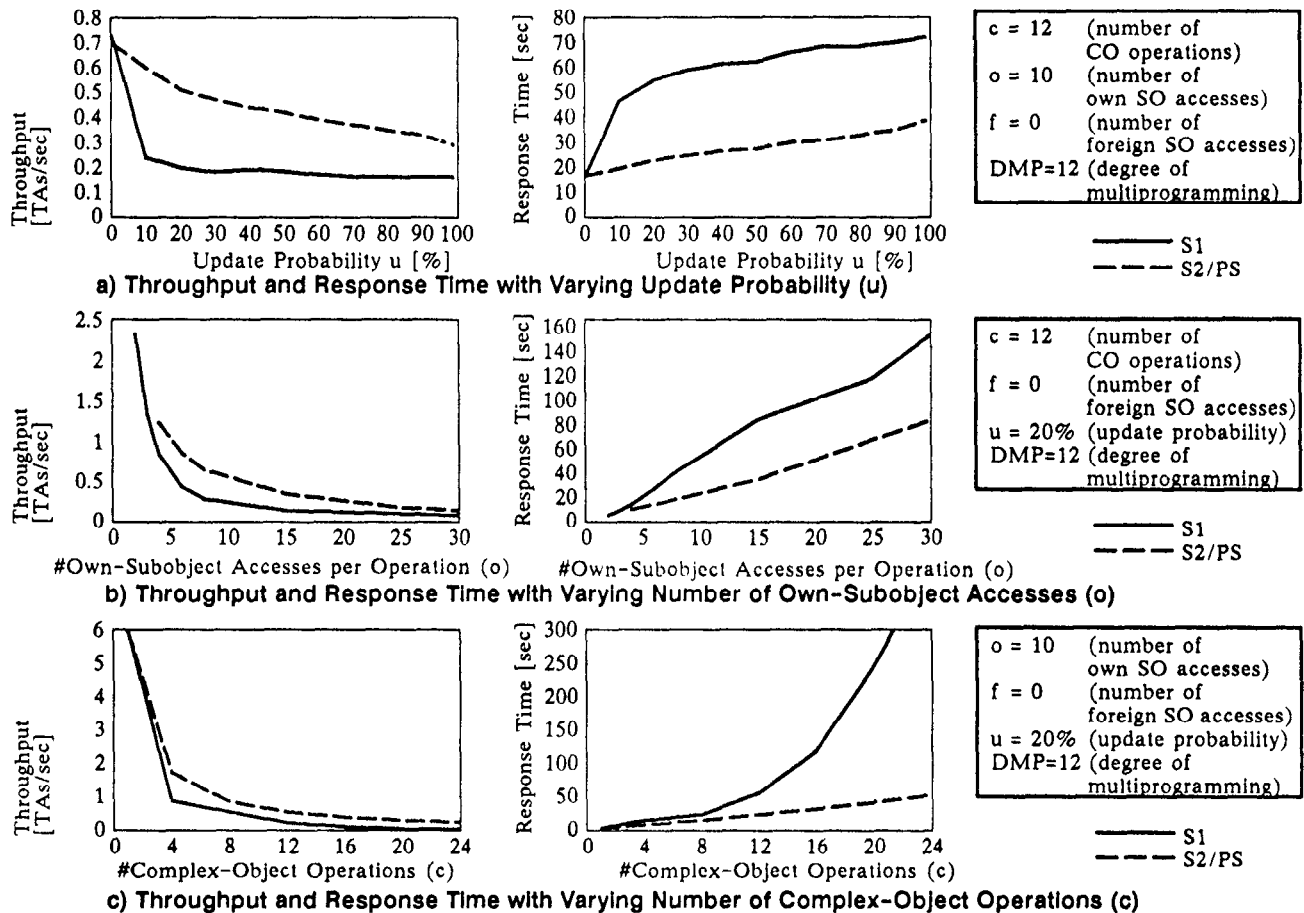 Throughput
[TAs/sec]
0.8
0.7
0.6
0.5
0.4
0.3
0.2
0.1
0
0 10 20 30 40 50 60 70 80 90 100
Update Probability u [%]
Response Time [sec]
80
70
60
50
40
30
20
10
0
0 10 20 30 40 50 60 70 80 90 100
Update Probability u [%]
c = 12 (number of
CO operations)
o = 10 (number of
own SO accesses)
f = 0 (number of
foreign SO accesses)
DMP=12 (degree of
multiprogramming)
S1
S2/PS
a) Throughput and Response Time with Varying Update Probability (u)
Throughput
[TAs/sec]
2.5
2
1.5
1
0.5
0
0 5 10 15 20 25 30
#Own-Subobject Accesses per Operation (o)
Response Time [sec]
160
140
120
100
80
60
40
20
0
0 5 10 15 20 25 30
#Own-Subobject Accesses per Operation (o)
c = 12 (number of
CO operations)
f = 0 (number of
foreign SO accesses)
u = 20% (update probability)
DMP=12 (degree of
multiprogramming)
S1
S2/PS
b) Throughput and Response Time with Varying Number of Own-Subobject Accesses (o)
Throughput
[TAs/sec]
6
5
4
3
2
1
0
0 4 8 12 16 20 24
#Complex-Object Operations (c)
Response Time [sec]
300
250
200
150
100
50
0
0 4 8 12 16 20 24
#Complex-Object Operations (c)
o = 10 (number of
own SO accesses)
f = 0 (number of
foreign SO accesses)
u = 20% (update probability)
DMP=12 (degree of
multiprogramming)
S1
S2/PS
c) Throughput and Response Time with Varying Number of Complex-Object Operations (c)